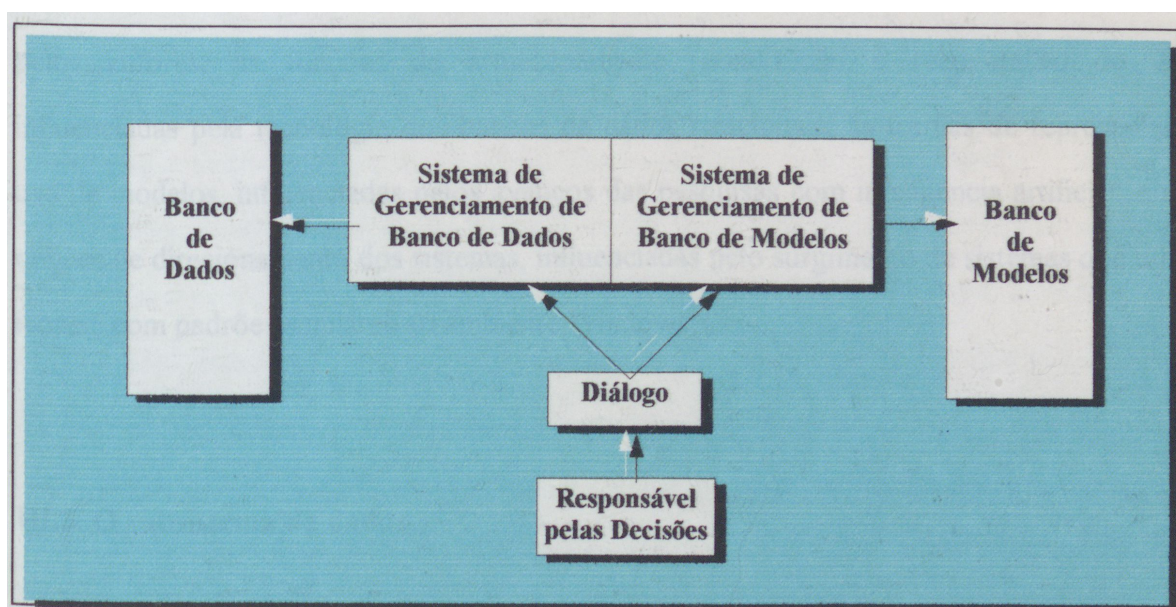 Banco
de
Dados
Sistema de
Gerenciamento de
Banco de Dados
Sistema de
Gerenciamento de
Banco de Modelos
Banco
de
Modelos
Diálogo
Responsável
pelas Decisões